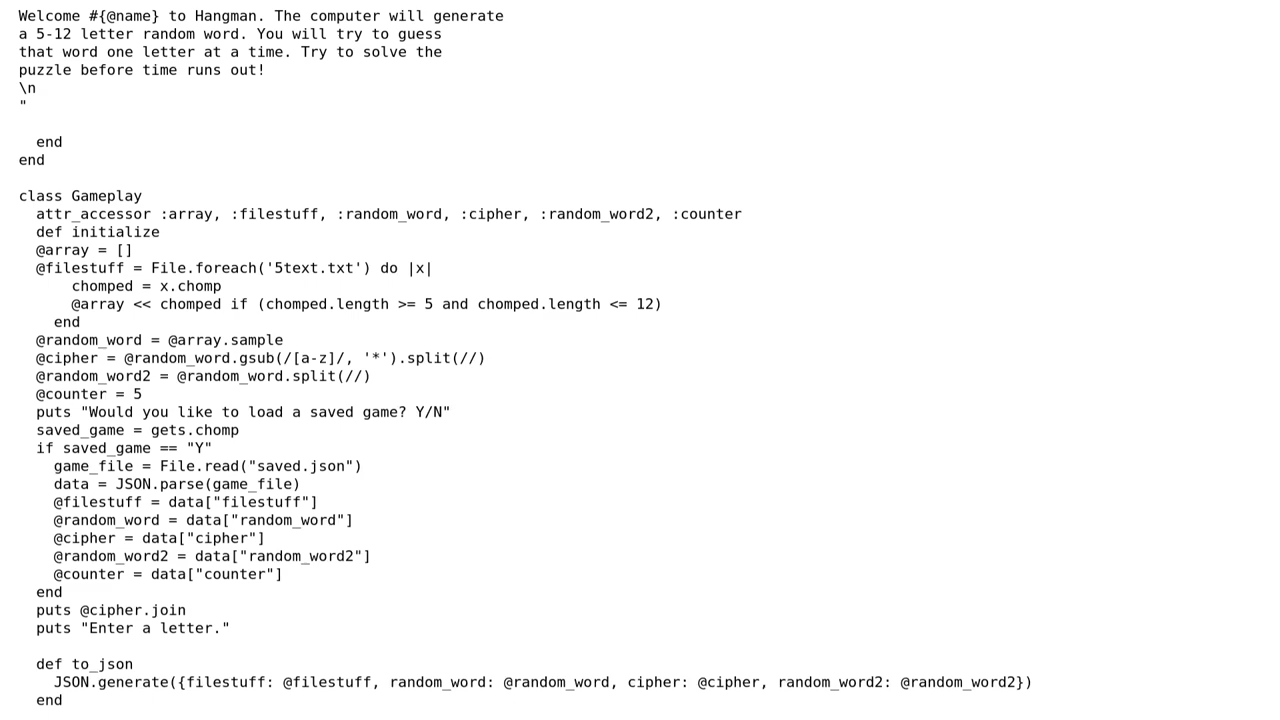 Welcome #{@name} to Hangman. The computer will generate
a 5-12 letter random word. You will try to guess
that word one letter at a time. Try to solve the
puzzle before time runs out!
\n
"
  end
end
class Gameplay
  attr_accessor :array, :filestuff, :random_word, :cipher, :random_word2, :counter
  def initialize
  @array = []
  @filestuff = File.foreach('5text.txt') do |x|
      chomped = x.chomp
      @array << chomped if (chomped.length >= 5 and chomped.length <= 12)
    end
  @random_word = @array.sample
  @cipher = @random_word.gsub(/[a-z]/, '*').split(//)
  @random_word2 = @random_word.split(//)
  @counter = 5
  puts "Would you like to load a saved game? Y/N"
  saved_game = gets.chomp
  if saved_game == "Y"
    game_file = File.read("saved.json")
    data = JSON.parse(game_file)
    @filestuff = data["filestuff"]
    @random_word = data["random_word"]
    @cipher = data["cipher"]
    @random_word2 = data["random_word2"]
    @counter = data["counter"]
  end
  puts @cipher.join
  puts "Enter a letter."
  def to_json
    JSON.generate({filestuff: @filestuff, random_word: @random_word, cipher: @cipher, random_word2: @random_word2})
  end